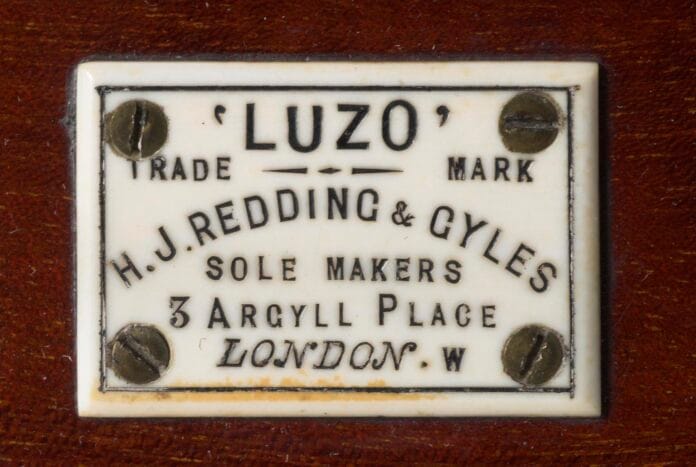 'LUZO'
TRADE MARK
H.J. REDDING & GYLES
SOLE MAKERS
3 ARGYLL PLACE
LONDON. W